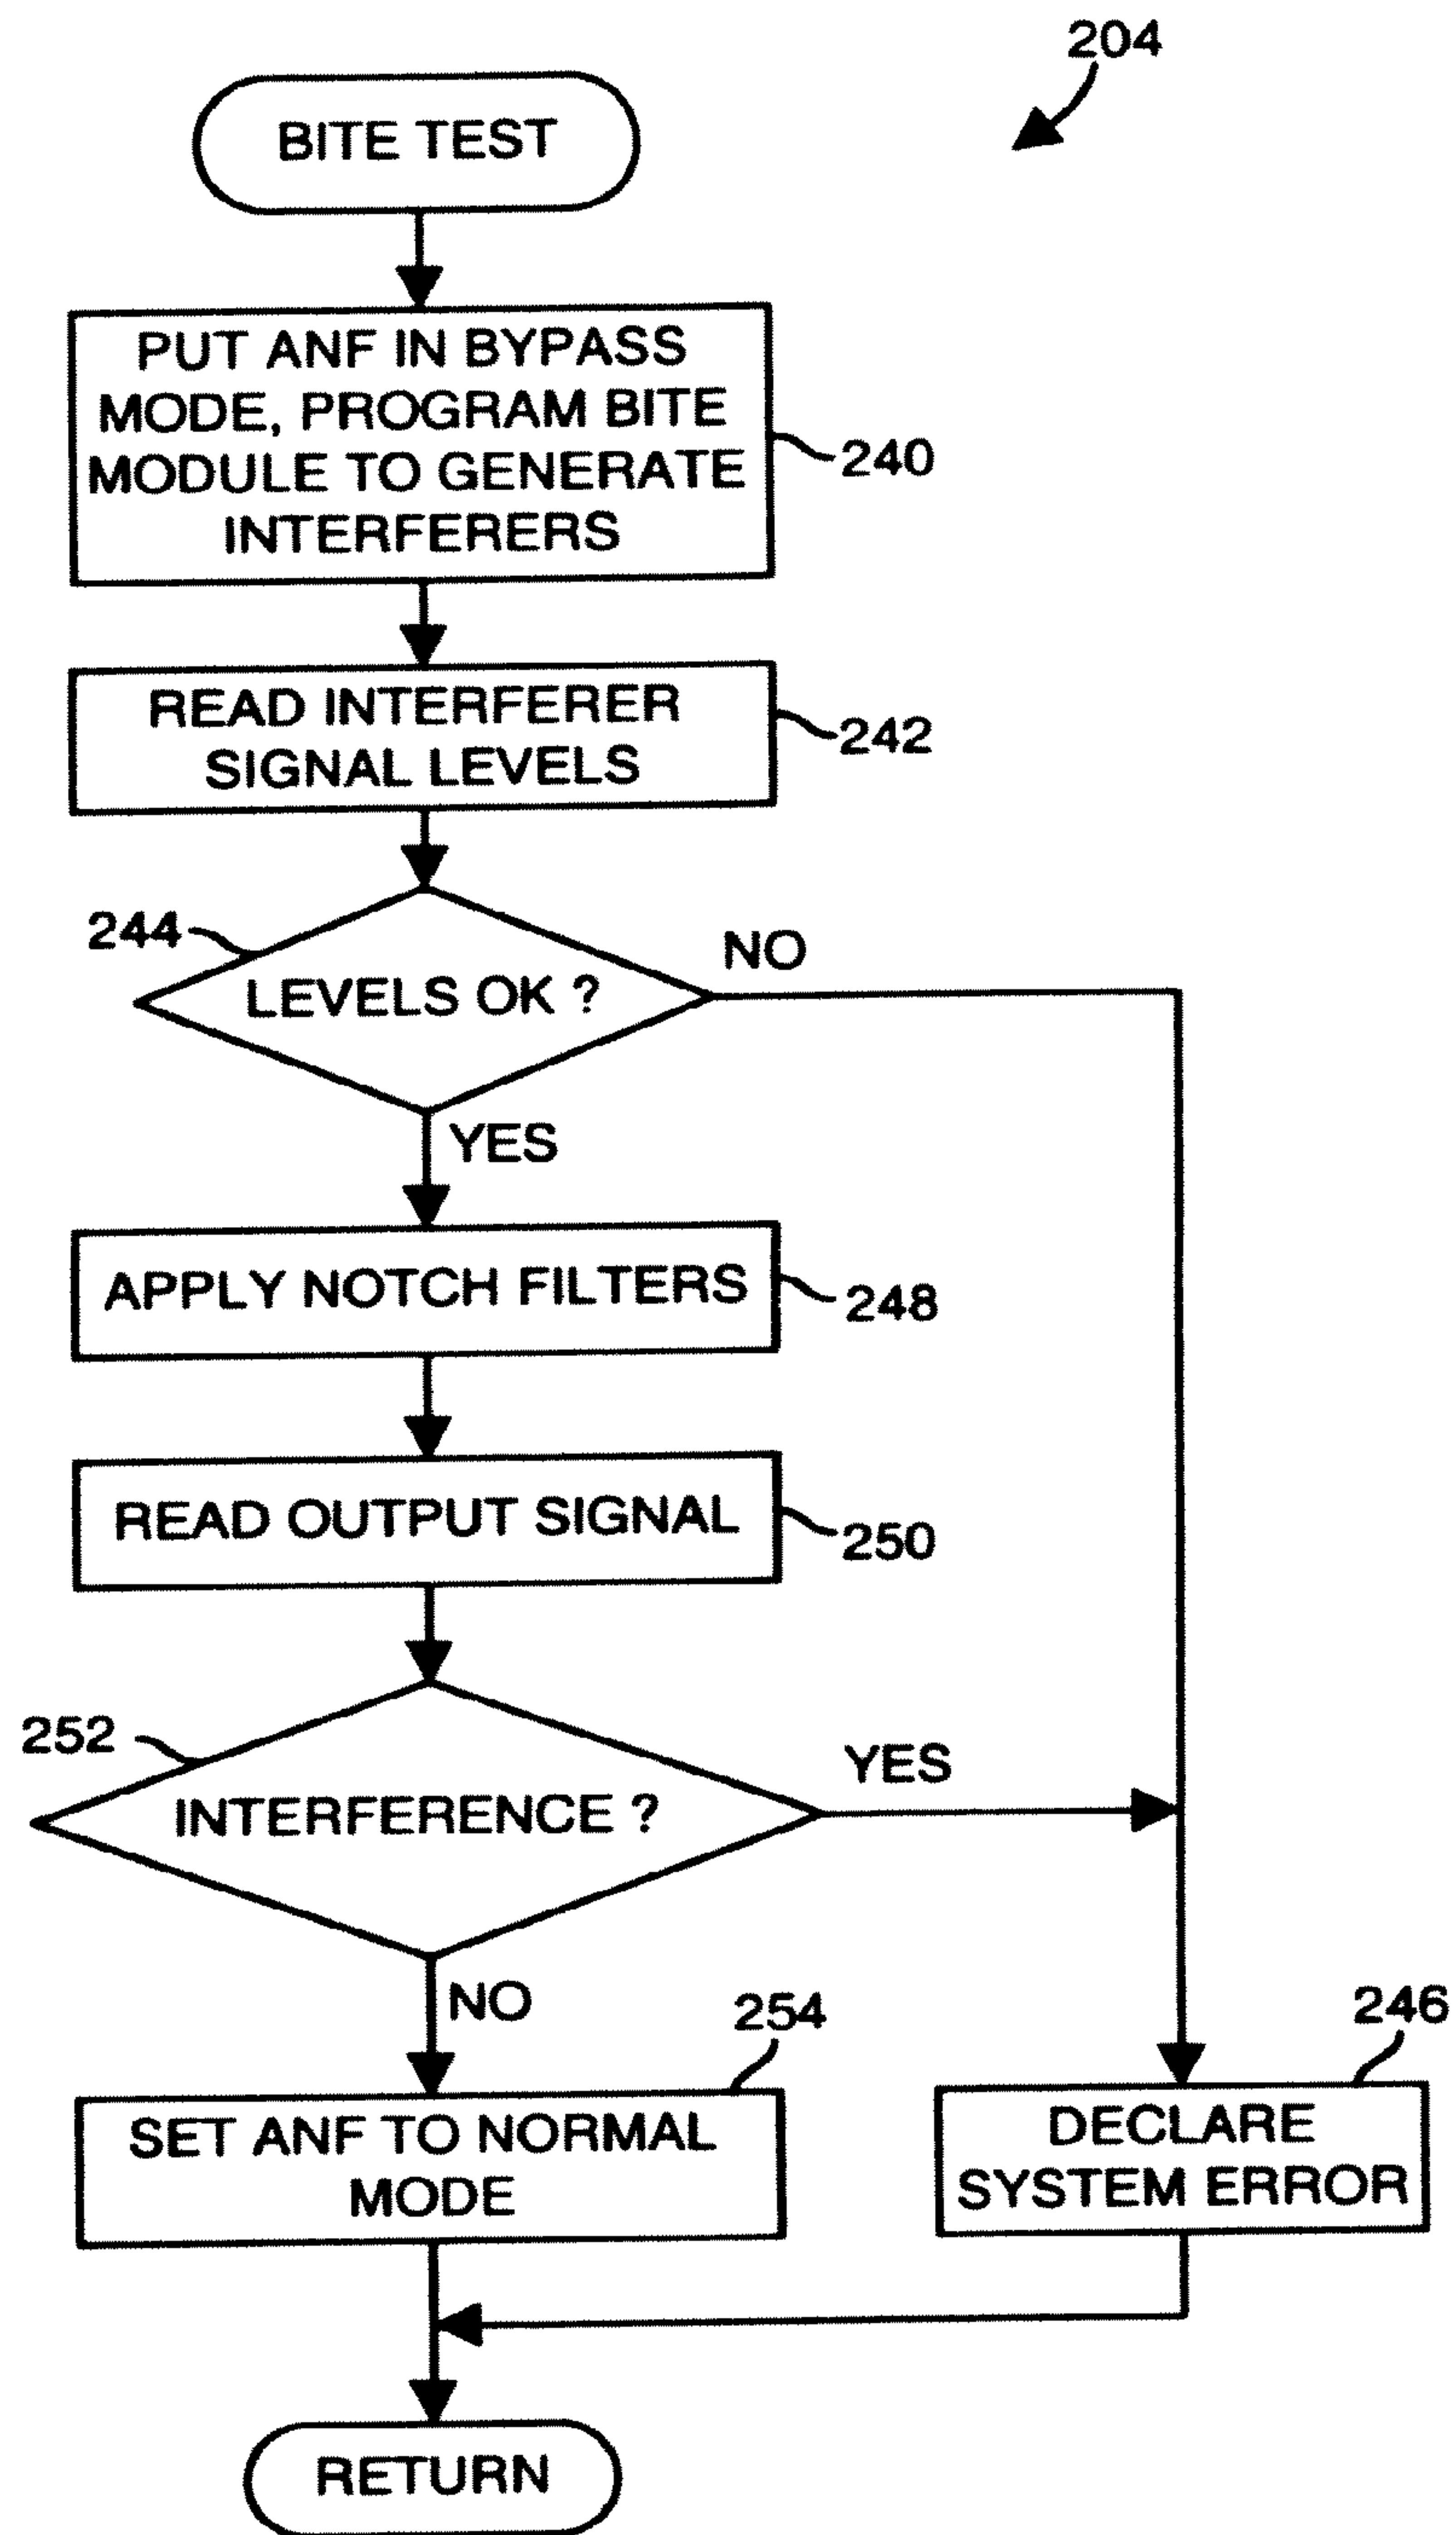 204
BITE TEST
PUT ANF IN BYPASS
MODE, PROGRAM BITE
MODULE TO GENERATE
INTERFERERS
240
READ INTERFERER
SIGNAL LEVELS
242
244
LEVELS OK ?
NO
YES
APPLY NOTCH FILTERS
248
READ OUTPUT SIGNAL
250
252
INTERFERENCE ?
YES
NO
254
SET ANF TO NORMAL
MODE
246
DECLARE
SYSTEM ERROR
RETURN